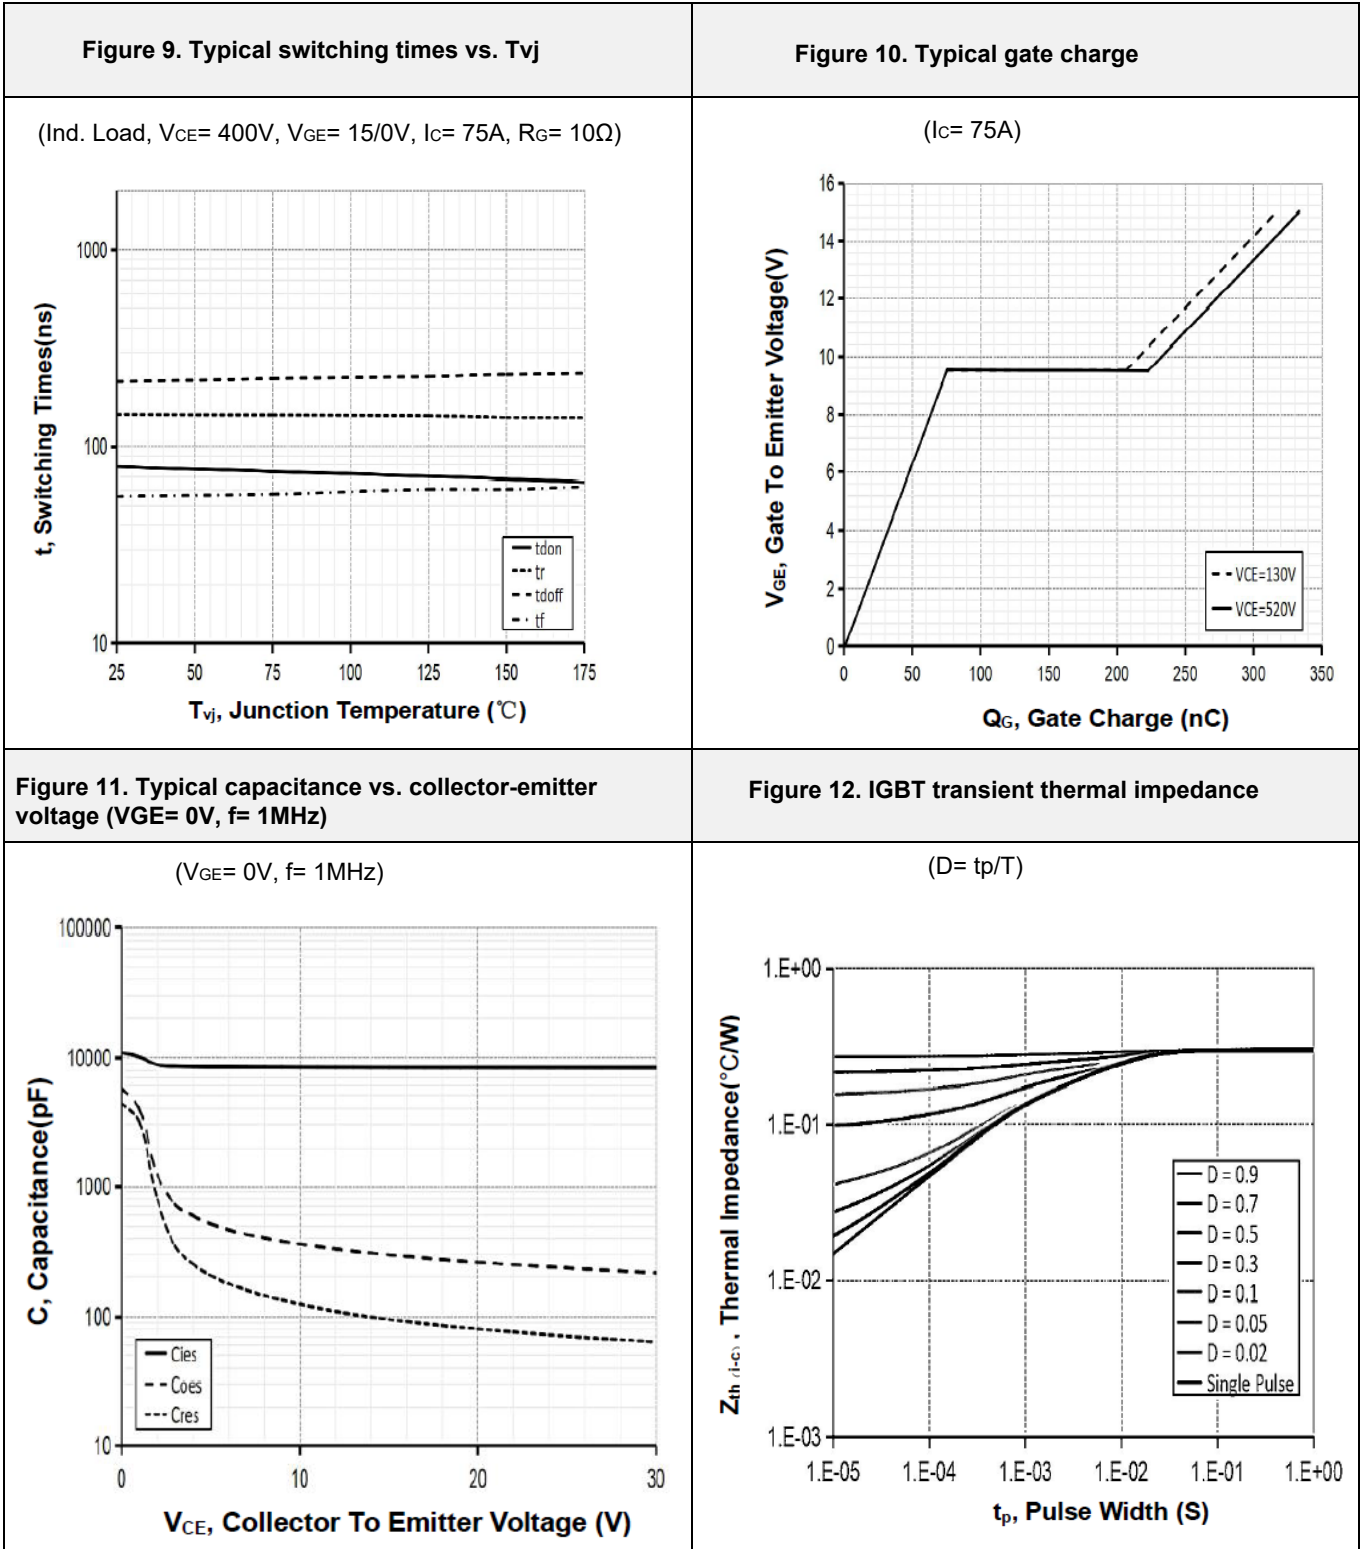 Figure 9. Typical switching times vs. Tvj
(Ind. Load, VCE= 400V, VGE= 15/0V, IC= 75A, RG= 10Ω)
1000
100
10
25 50 75 100 125 150 175
t, Switching Times(ns)
tdon
tr
tdoff
tf
Tvj, Junction Temperature (℃)
Figure 10. Typical gate charge
(IC= 75A)
16
14
12
10
8
6
4
2
0
0 50 100 150 200 250 300 350
VGE, Gate To Emitter Voltage(V)
VCE=130V
VCE=520V
QG, Gate Charge (nC)
Figure 11. Typical capacitance vs. collector-emitter
voltage (VGE= 0V, f= 1MHz)
(VGE= 0V, f= 1MHz)
100000
10000
1000
100
10
0 10 20 30
C, Capacitance(pF)
Cies
Coes
Cres
VCE, Collector To Emitter Voltage (V)
Figure 12. IGBT transient thermal impedance
(D= tp/T)
1.E+00
1.E-01
1.E-02
1.E-03
1.E-05 1.E-04 1.E-03 1.E-02 1.E-01 1.E+00
Zth (j-c), Thermal Impedance(°C/W)
D = 0.9
D = 0.7
D = 0.5
D = 0.3
D = 0.1
D = 0.05
D = 0.02
Single Pulse
tp, Pulse Width (S)